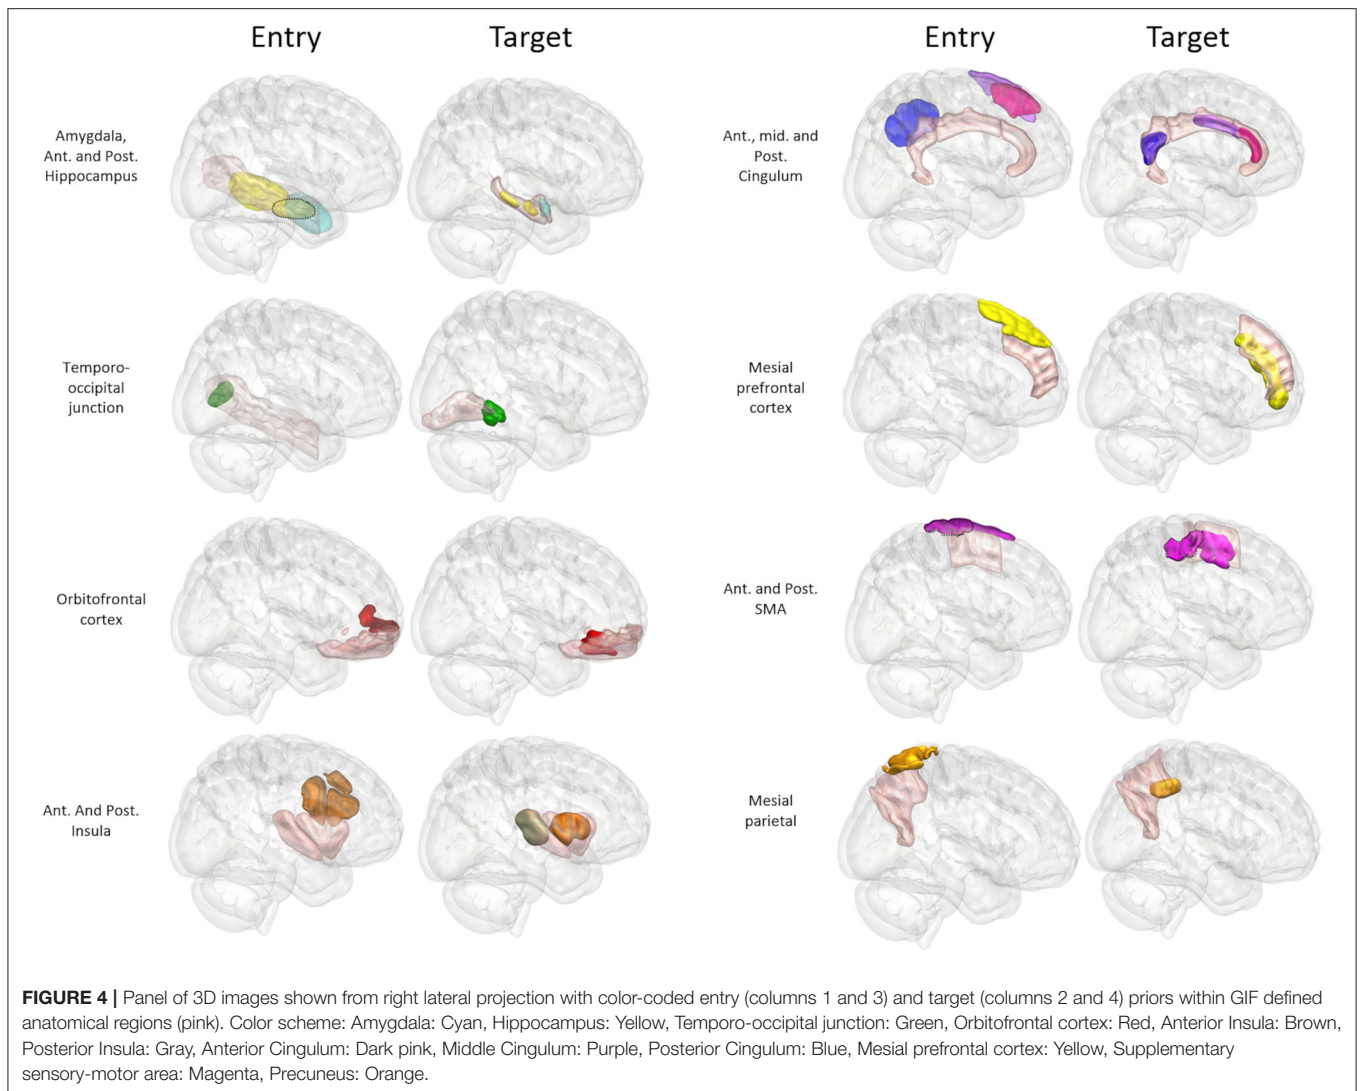 Entry
Target
Entry
Target
Amygdala,
Ant. and Post.
Hippocampus
Ant., mid. and
Post.
Cingulum
Temporo-
occipital
junction
Mesial
prefrontal
cortex
Orbitofrontal
cortex
Ant. and Post.
SMA
Ant. And Post.
Insula
Mesial
parietal
FIGURE 4 | Panel of 3D images shown from right lateral projection with color-coded entry (columns 1 and 3) and target (columns 2 and 4) priors within GIF defined
anatomical regions (pink). Color scheme: Amygdala: Cyan, Hippocampus: Yellow, Temporo-occipital junction: Green, Orbitofrontal cortex: Red, Anterior Insula: Brown,
Posterior Insula: Gray, Anterior Cingulum: Dark pink, Middle Cingulum: Purple, Posterior Cingulum: Blue, Mesial prefrontal cortex: Yellow, Supplementary
sensory-motor area: Magenta, Precuneus: Orange.